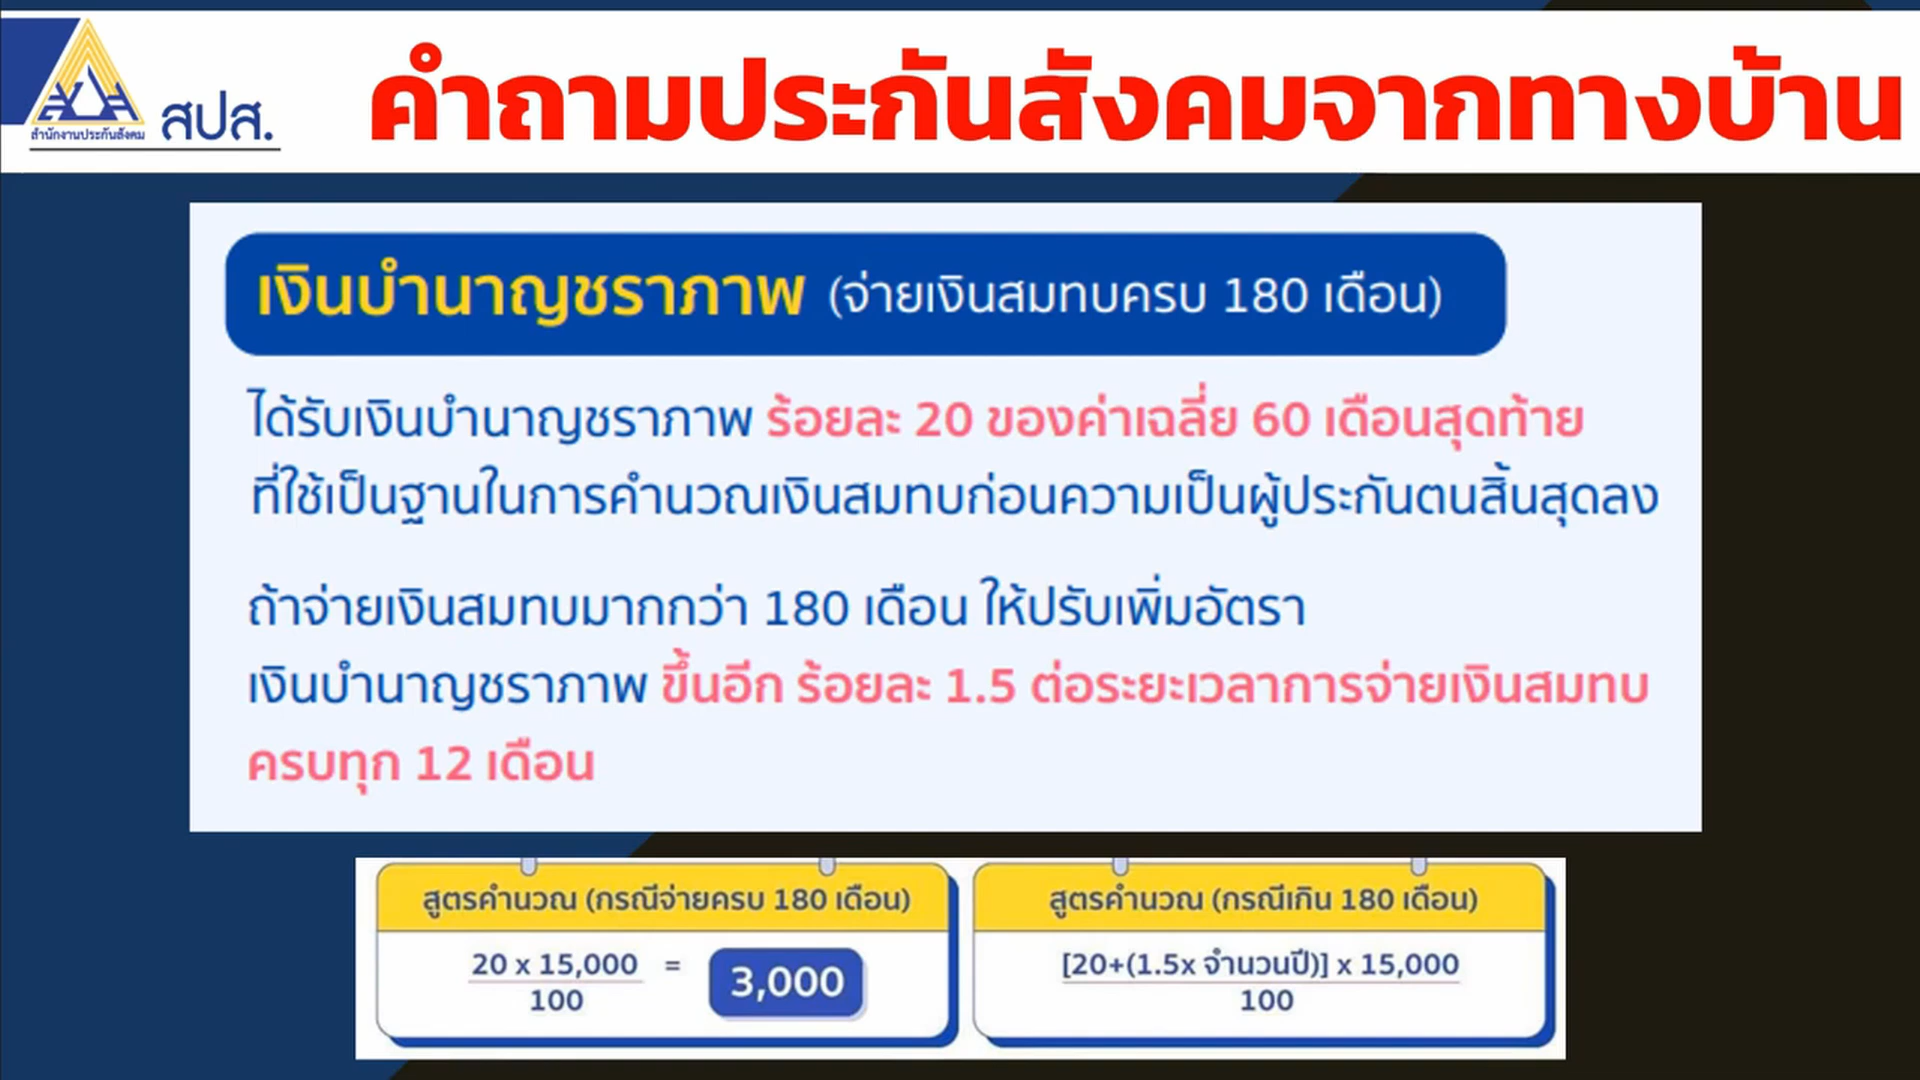 สำนักงานประกันสังคม
สปส.
คำถามประกันสังคมจากทางบ้าน
เงินบำนาญชราภาพ (จ่ายเงินสมทบครบ 180 เดือน)
ได้รับเงินบำนาญชราภาพ ร้อยละ 20 ของค่าเฉลี่ย 60 เดือนสุดท้าย
ที่ใช้เป็นฐานในการคำนวณเงินสมทบก่อนความเป็นผู้ประกันตนสิ้นสุดลง
ถ้าจ่ายเงินสมทบมากกว่า 180 เดือน ให้ปรับเพิ่มอัตรา
เงินบำนาญชราภาพ ขึ้นอีก ร้อยละ 1.5 ต่อระยะเวลาการจ่ายเงินสมทบ
ครบทุก 12 เดือน
สูตรคำนวณ (กรณีจ่ายครบ 180 เดือน)
20 x 15,000
100
= 3,000
สูตรคำนวณ (กรณีเกิน 180 เดือน)
[20+(1.5x จำนวนปี)] x 15,000
100